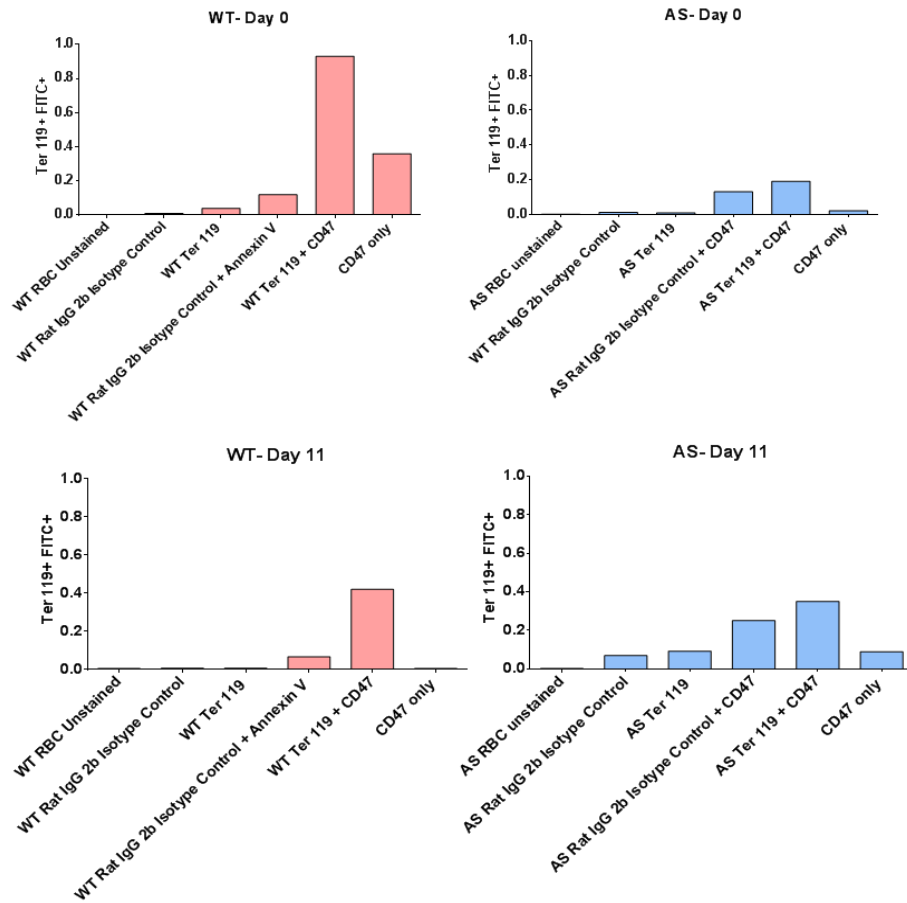 WT- Day 0
Ter 119+ FITC+
1.0
0.8
0.6
0.4
0.2
0.0
WT RBC Unstained
WT Rat IgG 2b Isotype Control
WT Ter 119
WT Rat IgG 2b Isotype Control + Annexin V
WT Ter 119 + CD47
CD47 only
AS- Day 0
Ter 119+ FITC+
1.0
0.8
0.6
0.4
0.2
0.0
AS RBC unstained
WT Rat IgG 2b Isotype Control
AS Ter 119
AS Rat IgG 2b Isotype Control + CD47
AS Ter 119 + CD47
CD47 only
WT- Day 11
Ter 119+ FITC+
1.0
0.8
0.6
0.4
0.2
0.0
WT RBC Unstained
WT Rat IgG 2b Isotype Control
WT Ter 119
WT Rat IgG 2b Isotype Control + Annexin V
WT Ter 119 + CD47
CD47 only
AS- Day 11
Ter 119+ FITC+
1.0
0.8
0.6
0.4
0.2
0.0
AS RBC unstained
AS Rat IgG 2b Isotype Control
AS Ter 119
AS Rat IgG 2b Isotype Control + CD47
AS Ter 119 + CD47
CD47 only